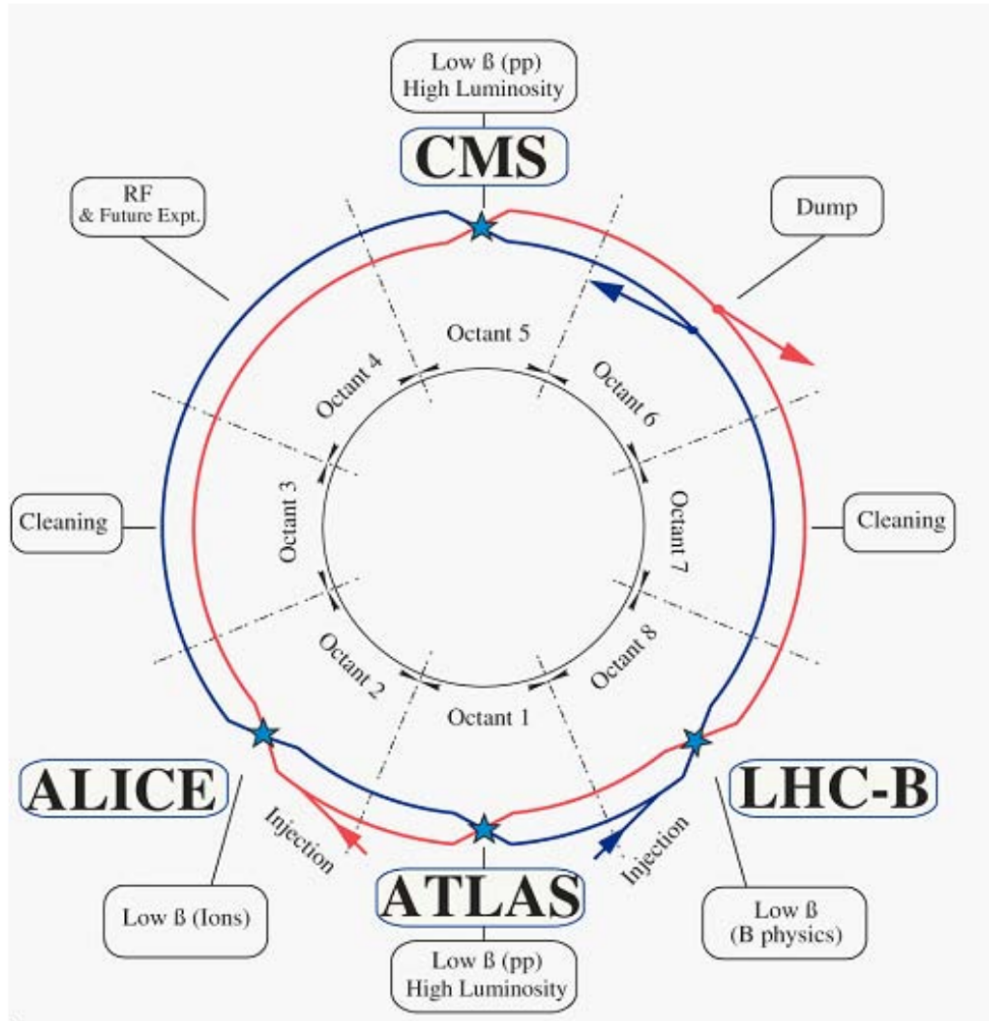 Low ß (pp)
High Luminosity
CMS
RF
& Future Expt.
Dump
Octant 5
Octant 4
Octant 6
Cleaning
Octant 3
Octant 7
Cleaning
Octant 2
Octant 8
Octant 1
ALICE
LHC-B
Injection
Injection
ATLAS
Low ß (Ions)
Low ß
(B physics)
Low ß (pp)
High Luminosity